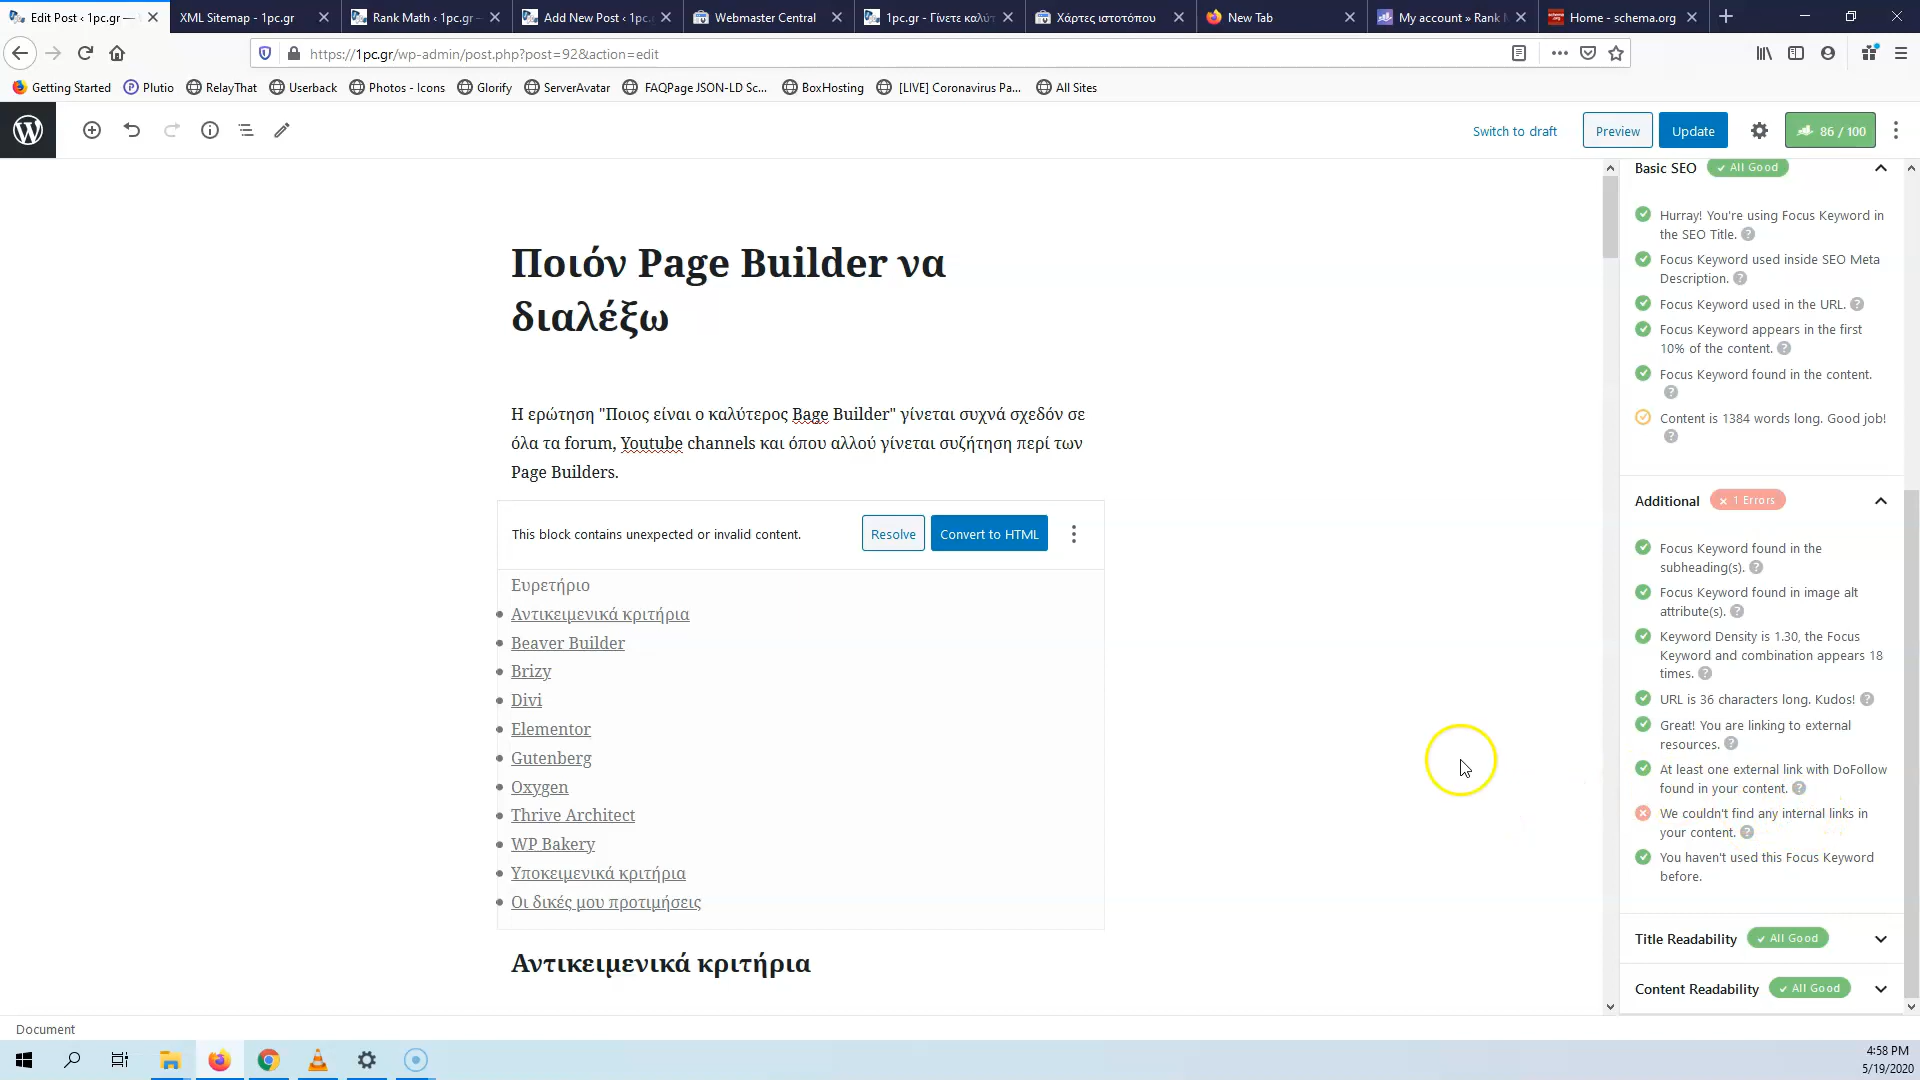 Edit Post ‹ 1pc.gr —
XML Sitemap - 1pc.gr
Rank Math ‹ 1pc.gr —
Add New Post ‹ 1pc.
Webmaster Central
1pc.gr - Γίνετε καλύτ
Χάρτες ιστοτόπου
New Tab
My account » Rank
Home - schema.org
https://1pc.gr/wp-admin/post.php?post=92&action=edit
Getting Started
Plutio
RelayThat
Userback
Photos - Icons
Glorify
ServerAvatar
FAQPage JSON-LD Sc...
BoxHosting
[LIVE] Coronavirus Pa...
All Sites
Switch to draft
Preview
Update
86 / 100
Ποιόν Page Builder να
διαλέξω
Η ερώτηση "Ποιος είναι ο καλύτερος Bage Builder" γίνεται συχνά σχεδόν σε
όλα τα forum, Youtube channels και όπου αλλού γίνεται συζήτηση περί των
Page Builders.
This block contains unexpected or invalid content.
Resolve
Convert to HTML
Ευρετήριο
Αντικειμενικά κριτήρια
Beaver Builder
Brizy
Divi
Elementor
Gutenberg
Oxygen
Thrive Architect
WP Bakery
Υποκειμενικά κριτήρια
Οι δικές μου προτιμήσεις
Αντικειμενικά κριτήρια
Basic SEO
All Good
Hurray! You're using Focus Keyword in
the SEO Title. ?
Focus Keyword used inside SEO Meta
Description. ?
Focus Keyword used in the URL. ?
Focus Keyword appears in the first
10% of the content. ?
Focus Keyword found in the content.
?
Content is 1384 words long. Good job!
?
Additional
1 Errors
Focus Keyword found in the
subheading(s). ?
Focus Keyword found in image alt
attribute(s). ?
Keyword Density is 1.30, the Focus
Keyword and combination appears 18
times. ?
URL is 36 characters long. Kudos! ?
Great! You are linking to external
resources. ?
At least one external link with DoFollow
found in your content. ?
We couldn't find any internal links in
your content. ?
You haven't used this Focus Keyword
before.
Title Readability
All Good
Content Readability
All Good
Document
4:58 PM
5/19/2020